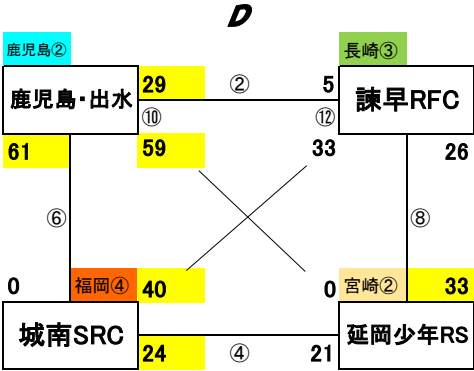 D
鹿児島② 長崎③
鹿児島・出水 29 ② 5 諫早RFC
⑩ ⑫
61 59 33 26
⑥ ⑧
0 福岡④ 40 0 宮崎② 33
城南SRC 延岡少年RS
24 ④ 21